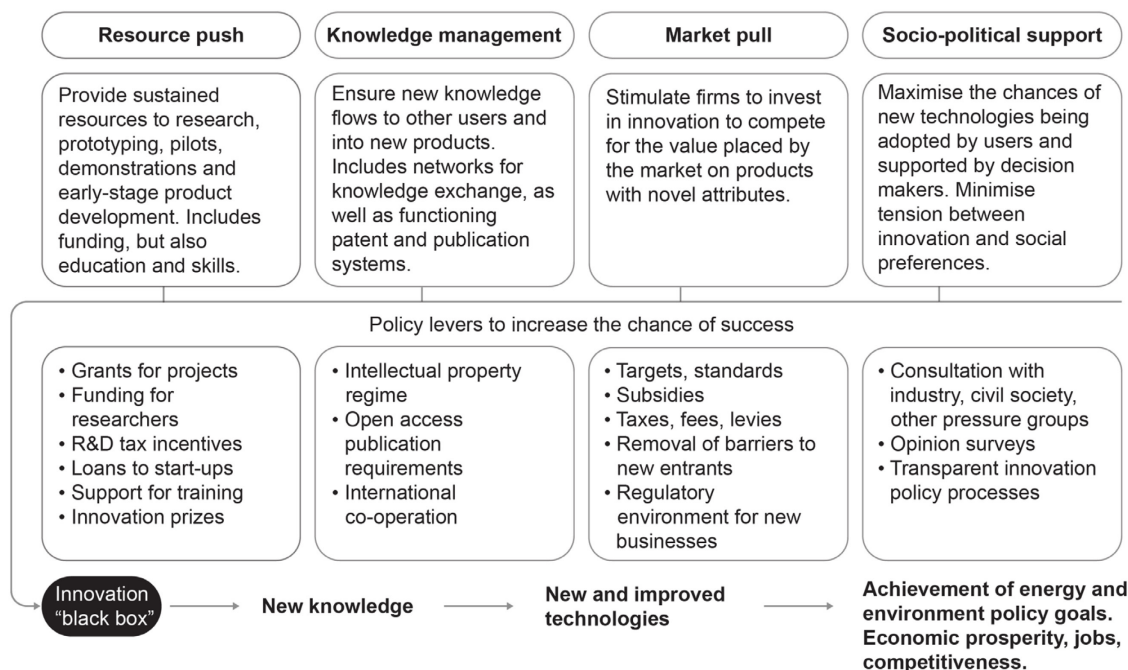 Resource push
Knowledge management
Market pull
Socio-political support
Provide sustained
resources to research,
prototyping, pilots,
demonstrations and
early-stage product
development. Includes
funding, but also
education and skills.
Ensure new knowledge
flows to other users and
into new products.
Includes networks for
knowledge exchange, as
well as functioning
patent and publication
systems.
Stimulate firms to invest
in innovation to compete
for the value placed by
the market on products
with novel attributes.
Maximise the chances of
new technologies being
adopted by users and
supported by decision
makers. Minimise
tension between
innovation and social
preferences.
Policy levers to increase the chance of success
• Grants for projects
• Funding for
researchers
• R&D tax incentives
• Loans to start-ups
• Support for training
• Innovation prizes
• Intellectual property
regime
• Open access
publication
requirements
• International
co-operation
• Targets, standards
• Subsidies
• Taxes, fees, levies
• Removal of barriers to
new entrants
• Regulatory
environment for new
businesses
• Consultation with
industry, civil society,
other pressure groups
• Opinion surveys
• Transparent innovation
policy processes
Innovation
"black box"
New knowledge
New and improved
technologies
Achievement of energy and
environment policy goals.
Economic prosperity, jobs,
competitiveness.